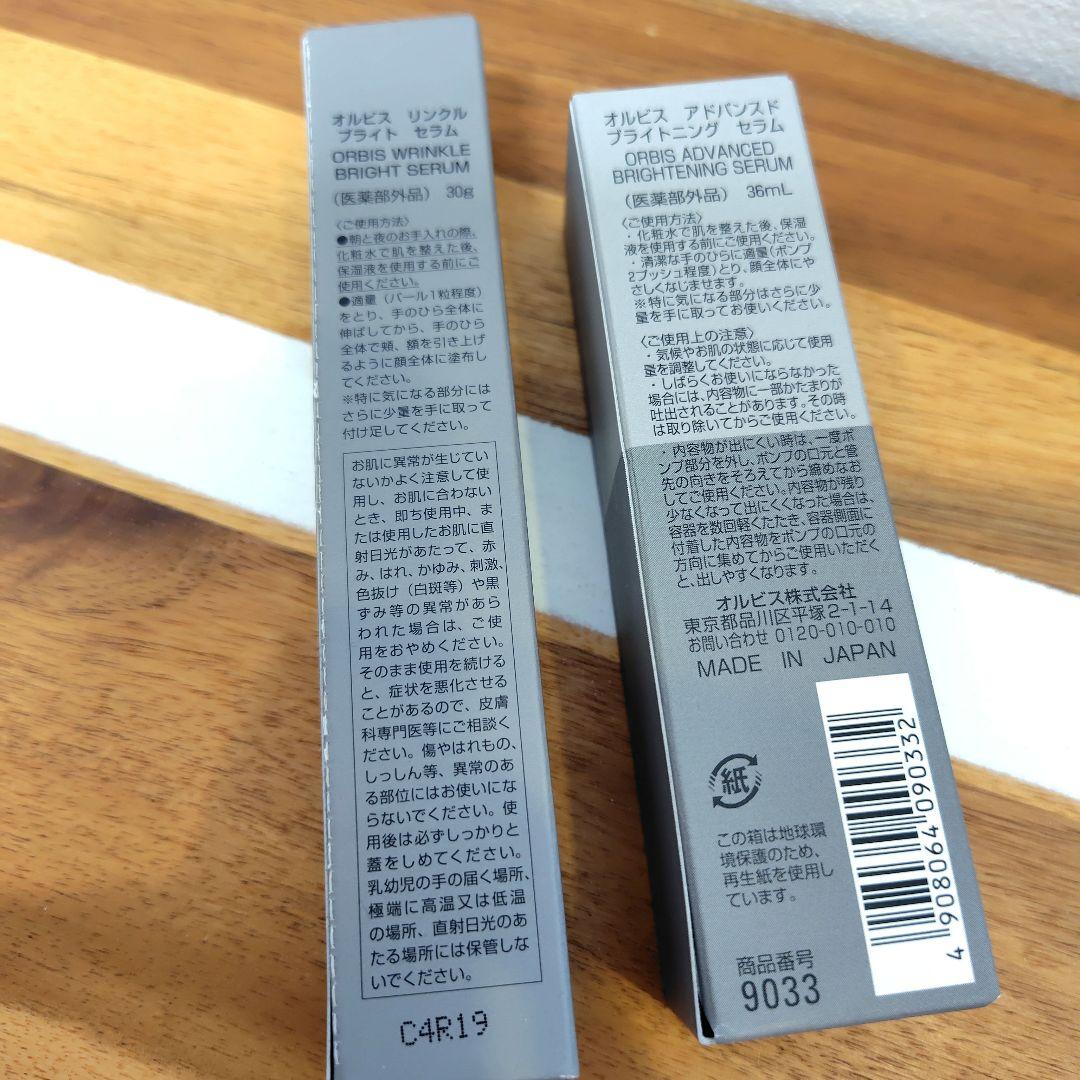 オルビス リンクル
ブライト セラム
ORBIS WRINKLE
BRIGHT SERUM
(医薬部外品) 30g
〈ご使用方法〉
●朝と夜のお手入れの際、
化粧水で肌を整えた後、
保湿液を使用する前にご
使用ください。
●適量（パール1粒程度）
をとり、手のひら全体に
伸ばしてから、手のひら
全体で頬、額を引き上げ
るように顔全体に塗布し
てください。
※特に気になる部分には
さらに少量を手に取って
付け足してください。
お肌に異常が生じてい
ないかよく注意して使
用し、お肌に合わない
とき、即ち使用中、ま
たは使用したお肌に直
射日光があたって、赤
み、はれ、かゆみ、刺激、
色抜け（白斑等）や黒
ずみ等の異常があら
われた場合は、ご使
用をおやめください。
そのまま使用を続ける
と、症状を悪化させる
ことがあるので、皮膚
科専門医等にご相談く
ださい。傷やはれもの、
しっしん等、異常のあ
る部位にはお使いにな
らないでください。使
用後は必ずしっかりと
蓋をしめてください。
乳幼児の手の届く場所、
極端に高温又は低温
の場所、直射日光のあ
たる場所には保管しな
いでください。
C4R19
オルビス アドバンスド
ブライトニング セラム
ORBIS ADVANCED
BRIGHTENING SERUM
(医薬部外品) 36mL
〈ご使用方法〉
・化粧水で肌を整えた後、保湿
液を使用する前にご使用ください。
・清潔な手のひらに適量（ポンプ
2プッシュ程度）とり、顔全体にや
さしくなじませます。
※特に気になる部分はさらに少
量を手に取ってお使いください。
〈ご使用上の注意〉
・気候やお肌の状態に応じて使用
量を調整してください。
・しばらくお使いにならなかった
場合には、内容物に一部かたまりが
吐出されることがあります。その時
は取り除いてからご使用ください。
・内容物が出にくい時は、一度ポ
ンプ部分を外し、ポンプの口元と管
先の向きをそろえてから締めなお
してご使用ください。内容物が残り
少なくなって出にくくなった場合は、
容器を数回軽くたたき、容器側面に
付着した内容物をポンプの口元の
方向に集めてからご使用いただく
と、出しやすくなります。
オルビス株式会社
東京都品川区平塚2-1-14
お問い合わせ 0120-010-010
MADE IN JAPAN
紙
この箱は地球環
境保護のため、
再生紙を使用し
ています。
商品番号
9033
4 908064 090332